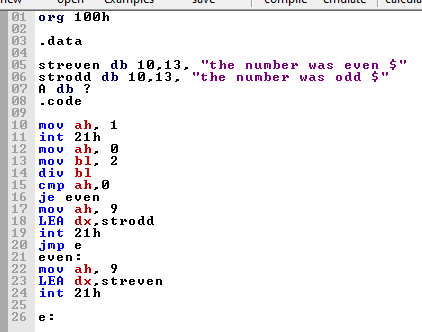 new open examples save compile emulate
01 org 100h
02
03 .data
04
05 streven db 10,13, "the number was even $"
06 strodd db 10,13, "the number was odd $"
07 A db ?
08 .code
09
10 mov ah, 1
11 int 21h
12 mov ah, 0
13 mov bl, 2
14 div bl
15 cmp ah,0
16 je even
17 mov ah, 9
18 LEA dx,strodd
19 int 21h
20 jmp e
21 even:
22 mov ah, 9
23 LEA dx,streven
24 int 21h
25
26 e: